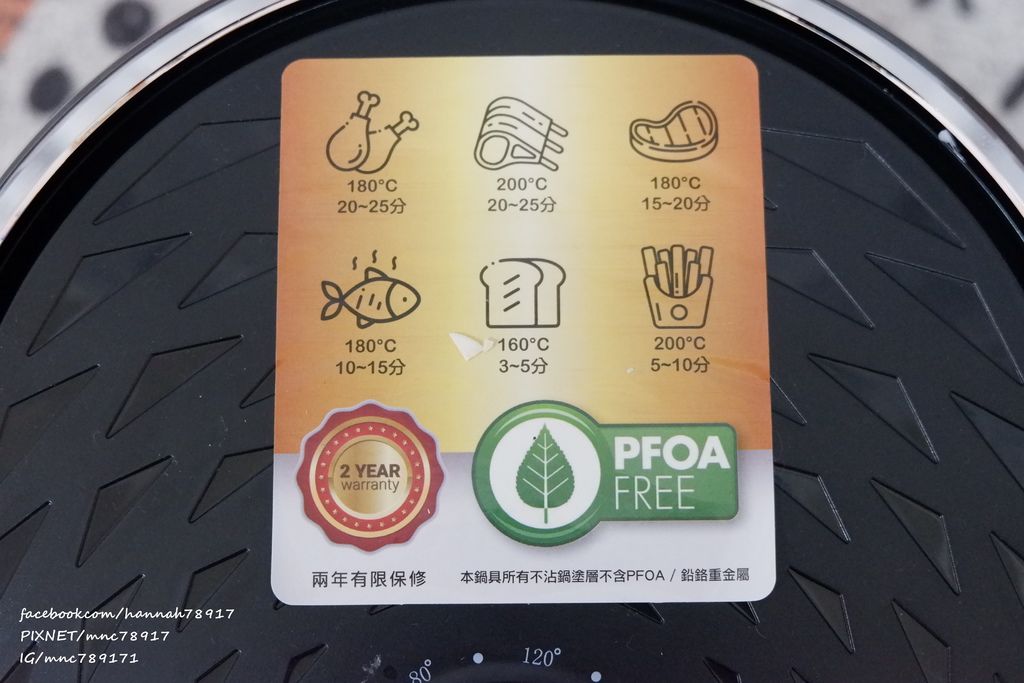 180°C
20~25分
200°C
20~25分
180°C
15~20分
180°C
10~15分
160°C
3~5分
200°C
5~10分
2 YEAR
warranty
PFOA
FREE
兩年有限保修
本鍋具所有不沾鍋塗層不含PFOA / 鉛鉻重金屬
facebook.com/hannah78917
PIXNET/mnc78917
IG/mnc789171
80°
120°